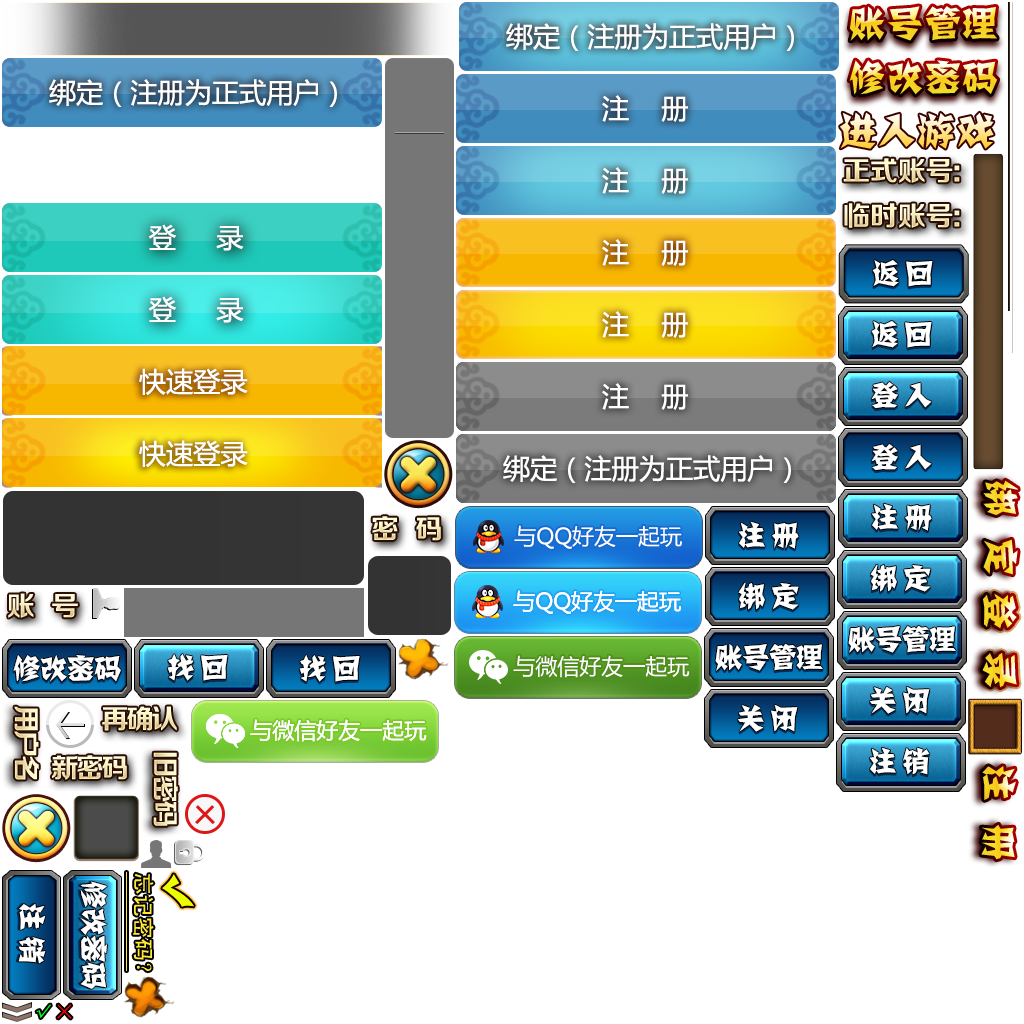 绑定（注册为正式用户）
登 录
登 录
快速登录
快速登录
密 码
账 号
修改密码
找回
找回
用户名
再确认
新密码
旧密码
与微信好友一起玩
注销
修改密码
忘记密码?
绑定（注册为正式用户）
注 册
注 册
注 册
注 册
注 册
绑定（注册为正式用户）
与QQ好友一起玩
与QQ好友一起玩
与微信好友一起玩
注册
绑定
账号管理
关闭
账号管理
修改密码
进入游戏
正式账号:
临时账号:
返回
返回
登入
登入
注册
绑定
账号管理
关闭
注销
绑定
登录
注册